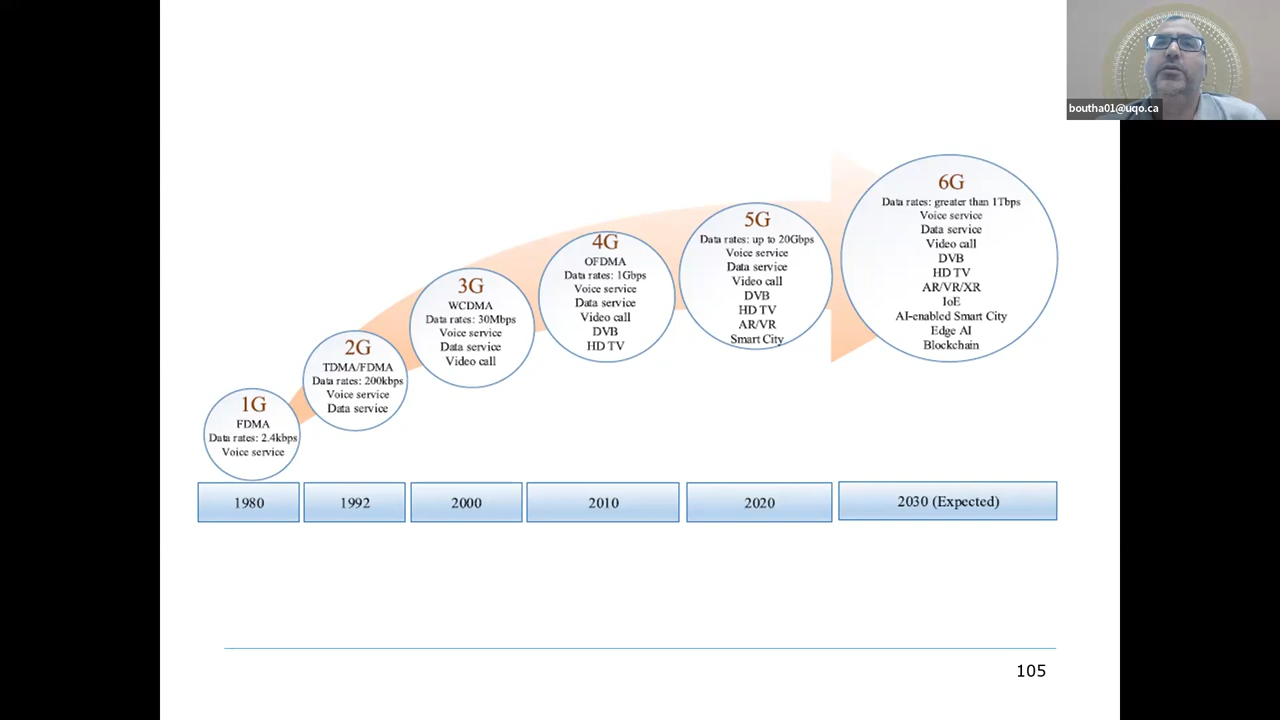 boutha01@uqo.ca
1G
FDMA
Data rates: 2.4kbps
Voice service
2G
TDMA/FDMA
Data rates: 200kbps
Voice service
Data service
3G
WCDMA
Data rates: 30Mbps
Voice service
Data service
Video call
4G
OFDMA
Data rates: 1Gbps
Voice service
Data service
Video call
DVB
HD TV
5G
Data rates: up to 20Gbps
Voice service
Data service
Video call
DVB
HD TV
AR/VR
Smart City
6G
Data rates: greater than 1Tbps
Voice service
Data service
Video call
DVB
HD TV
AR/VR/XR
IoE
AI-enabled Smart City
Edge AI
Blockchain
1980
1992
2000
2010
2020
2030 (Expected)
105